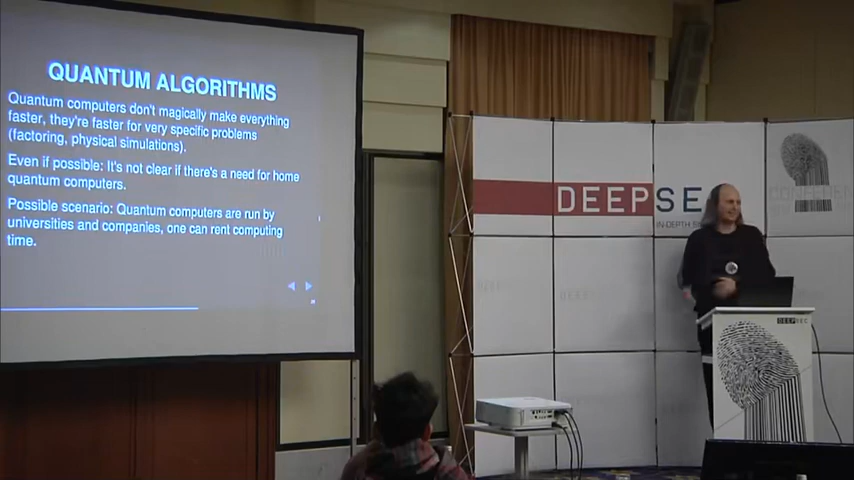 QUANTUM ALGORITHMS
Quantum computers don't magically make everything
faster, they're faster for very specific problems
(factoring, physical simulations).
Even if possible: It's not clear if there's a need for home
quantum computers.
Possible scenario: Quantum computers are run by
universities and companies, one can rent computing
time.
DEEPSE
IN-DEPTH
DEEPSEC